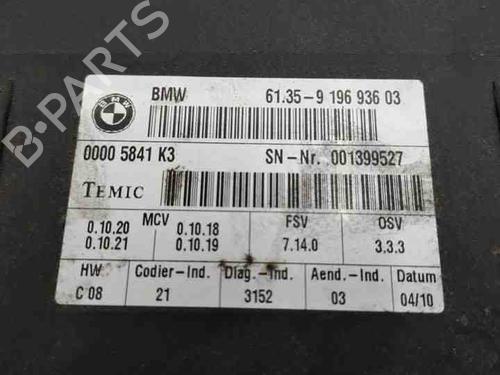 BMW 61.35-9 196 936 03
BMW
0000 5841 K3 SN-Nr. 001399527
TEMIC
MCV FSV OSV
0.10.20 0.10.18
0.10.21 0.10.19 7.14.0 3.3.3
HW Codier-Ind. Diag.-Ind. Aend.-Ind. Datum
C 08 21 3152 03 04/10
B-PARTS